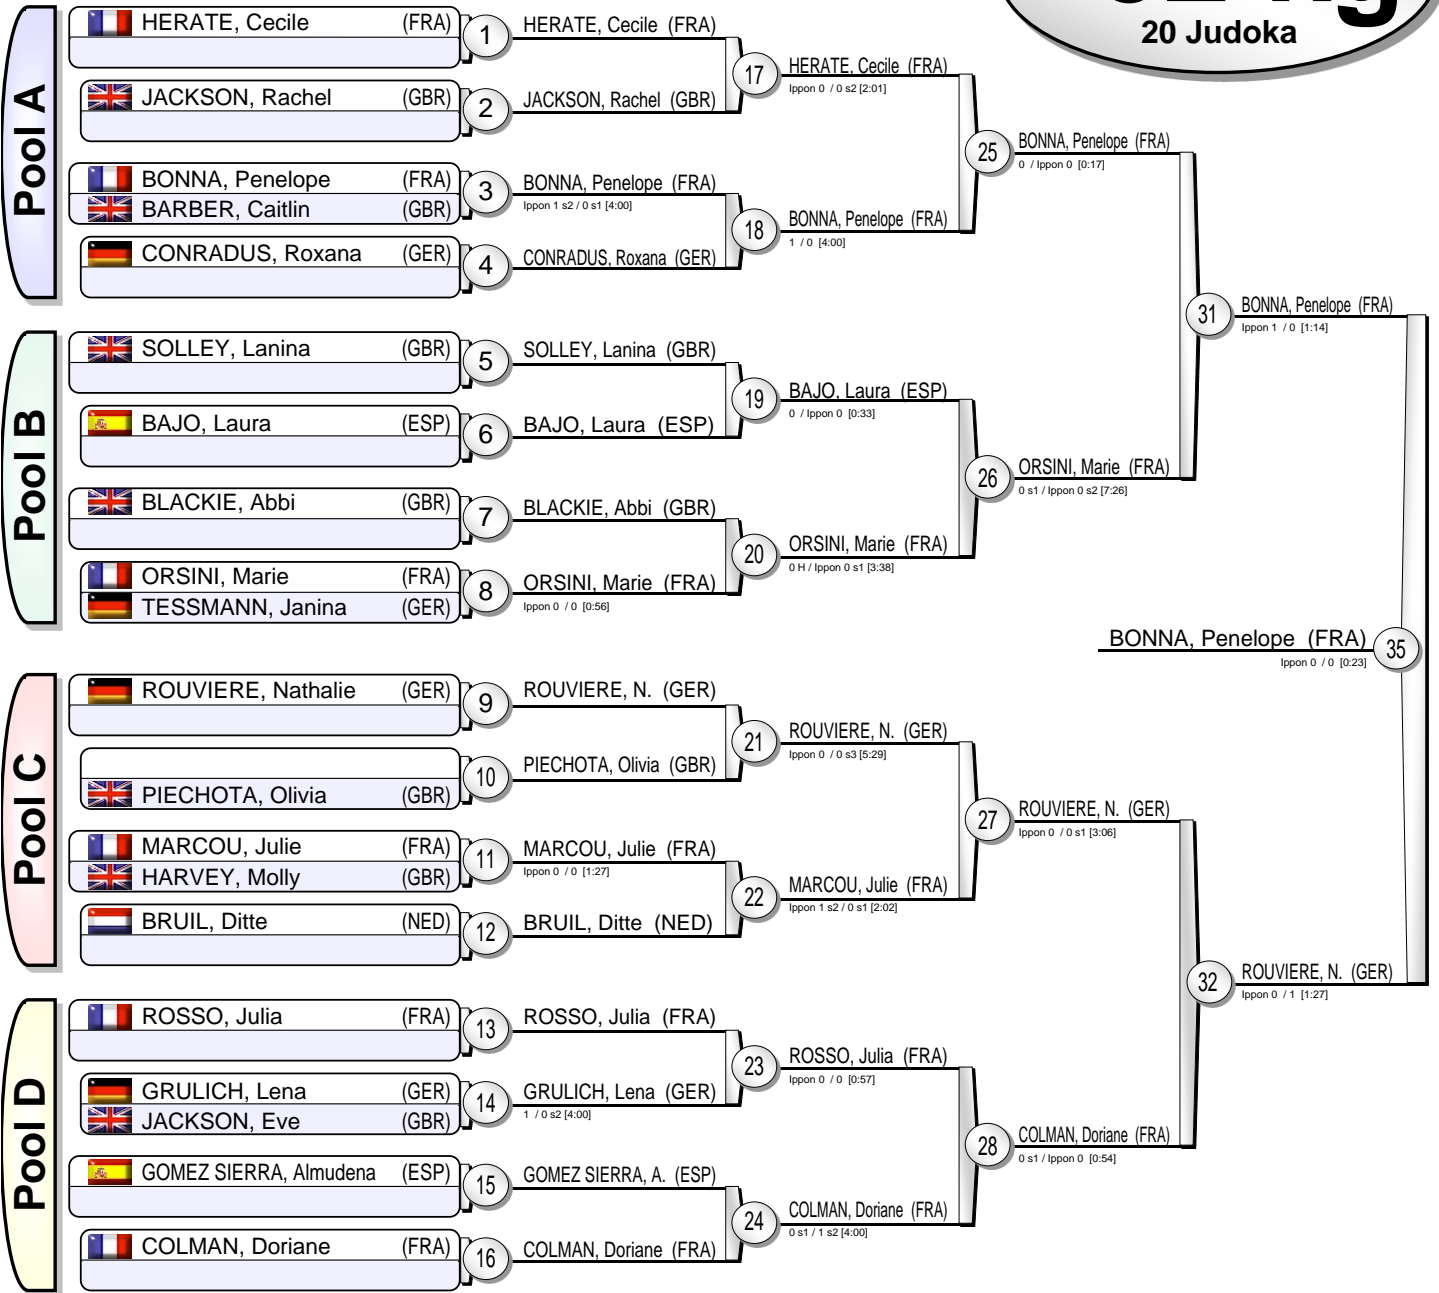 20 Judoka
Pool A
HERATE, Cecile (FRA)
JACKSON, Rachel (GBR)
BONNA, Penelope (FRA)
BARBER, Caitlin (GBR)
CONRADUS, Roxana (GER)
Pool B
SOLLEY, Lanina (GBR)
BAJO, Laura (ESP)
BLACKIE, Abbi (GBR)
ORSINI, Marie (FRA)
TESSMANN, Janina (GER)
Pool C
ROUVIERE, Nathalie (GER)
PIECHOTA, Olivia (GBR)
MARCOU, Julie (FRA)
HARVEY, Molly (GBR)
BRUIL, Ditte (NED)
Pool D
ROSSO, Julia (FRA)
GRULICH, Lena (GER)
JACKSON, Eve (GBR)
GOMEZ SIERRA, Almudena (ESP)
COLMAN, Doriane (FRA)
1 HERATE, Cecile (FRA)
2 JACKSON, Rachel (GBR)
3 BONNA, Penelope (FRA)
Ippon 1 s2 / 0 s1 [4:00]
4 CONRADUS, Roxana (GER)
5 SOLLEY, Lanina (GBR)
6 BAJO, Laura (ESP)
7 BLACKIE, Abbi (GBR)
8 ORSINI, Marie (FRA)
Ippon 0 / 0 [0:56]
9 ROUVIERE, N. (GER)
10 PIECHOTA, Olivia (GBR)
11 MARCOU, Julie (FRA)
Ippon 0 / 0 [1:27]
12 BRUIL, Ditte (NED)
13 ROSSO, Julia (FRA)
14 GRULICH, Lena (GER)
1 / 0 s2 [4:00]
15 GOMEZ SIERRA, A. (ESP)
16 COLMAN, Doriane (FRA)
17 HERATE, Cecile (FRA)
Ippon 0 / 0 s2 [2:01]
18 BONNA, Penelope (FRA)
1 / 0 [4:00]
19 BAJO, Laura (ESP)
0 / Ippon 0 [0:33]
20 ORSINI, Marie (FRA)
0 H / Ippon 0 s1 [3:38]
21 ROUVIERE, N. (GER)
Ippon 0 / 0 s3 [5:29]
22 MARCOU, Julie (FRA)
Ippon 1 s2 / 0 s1 [2:02]
23 ROSSO, Julia (FRA)
Ippon 0 / 0 [0:57]
24 COLMAN, Doriane (FRA)
0 s1 / 1 s2 [4:00]
25 BONNA, Penelope (FRA)
0 / Ippon 0 [0:17]
26 ORSINI, Marie (FRA)
0 s1 / Ippon 0 s2 [7:26]
27 ROUVIERE, N. (GER)
Ippon 0 / 0 s1 [3:06]
28 COLMAN, Doriane (FRA)
0 s1 / Ippon 0 [0:54]
31 BONNA, Penelope (FRA)
Ippon 1 / 0 [1:14]
32 ROUVIERE, N. (GER)
Ippon 0 / 1 [1:27]
BONNA, Penelope (FRA) 35
Ippon 0 / 0 [0:23]